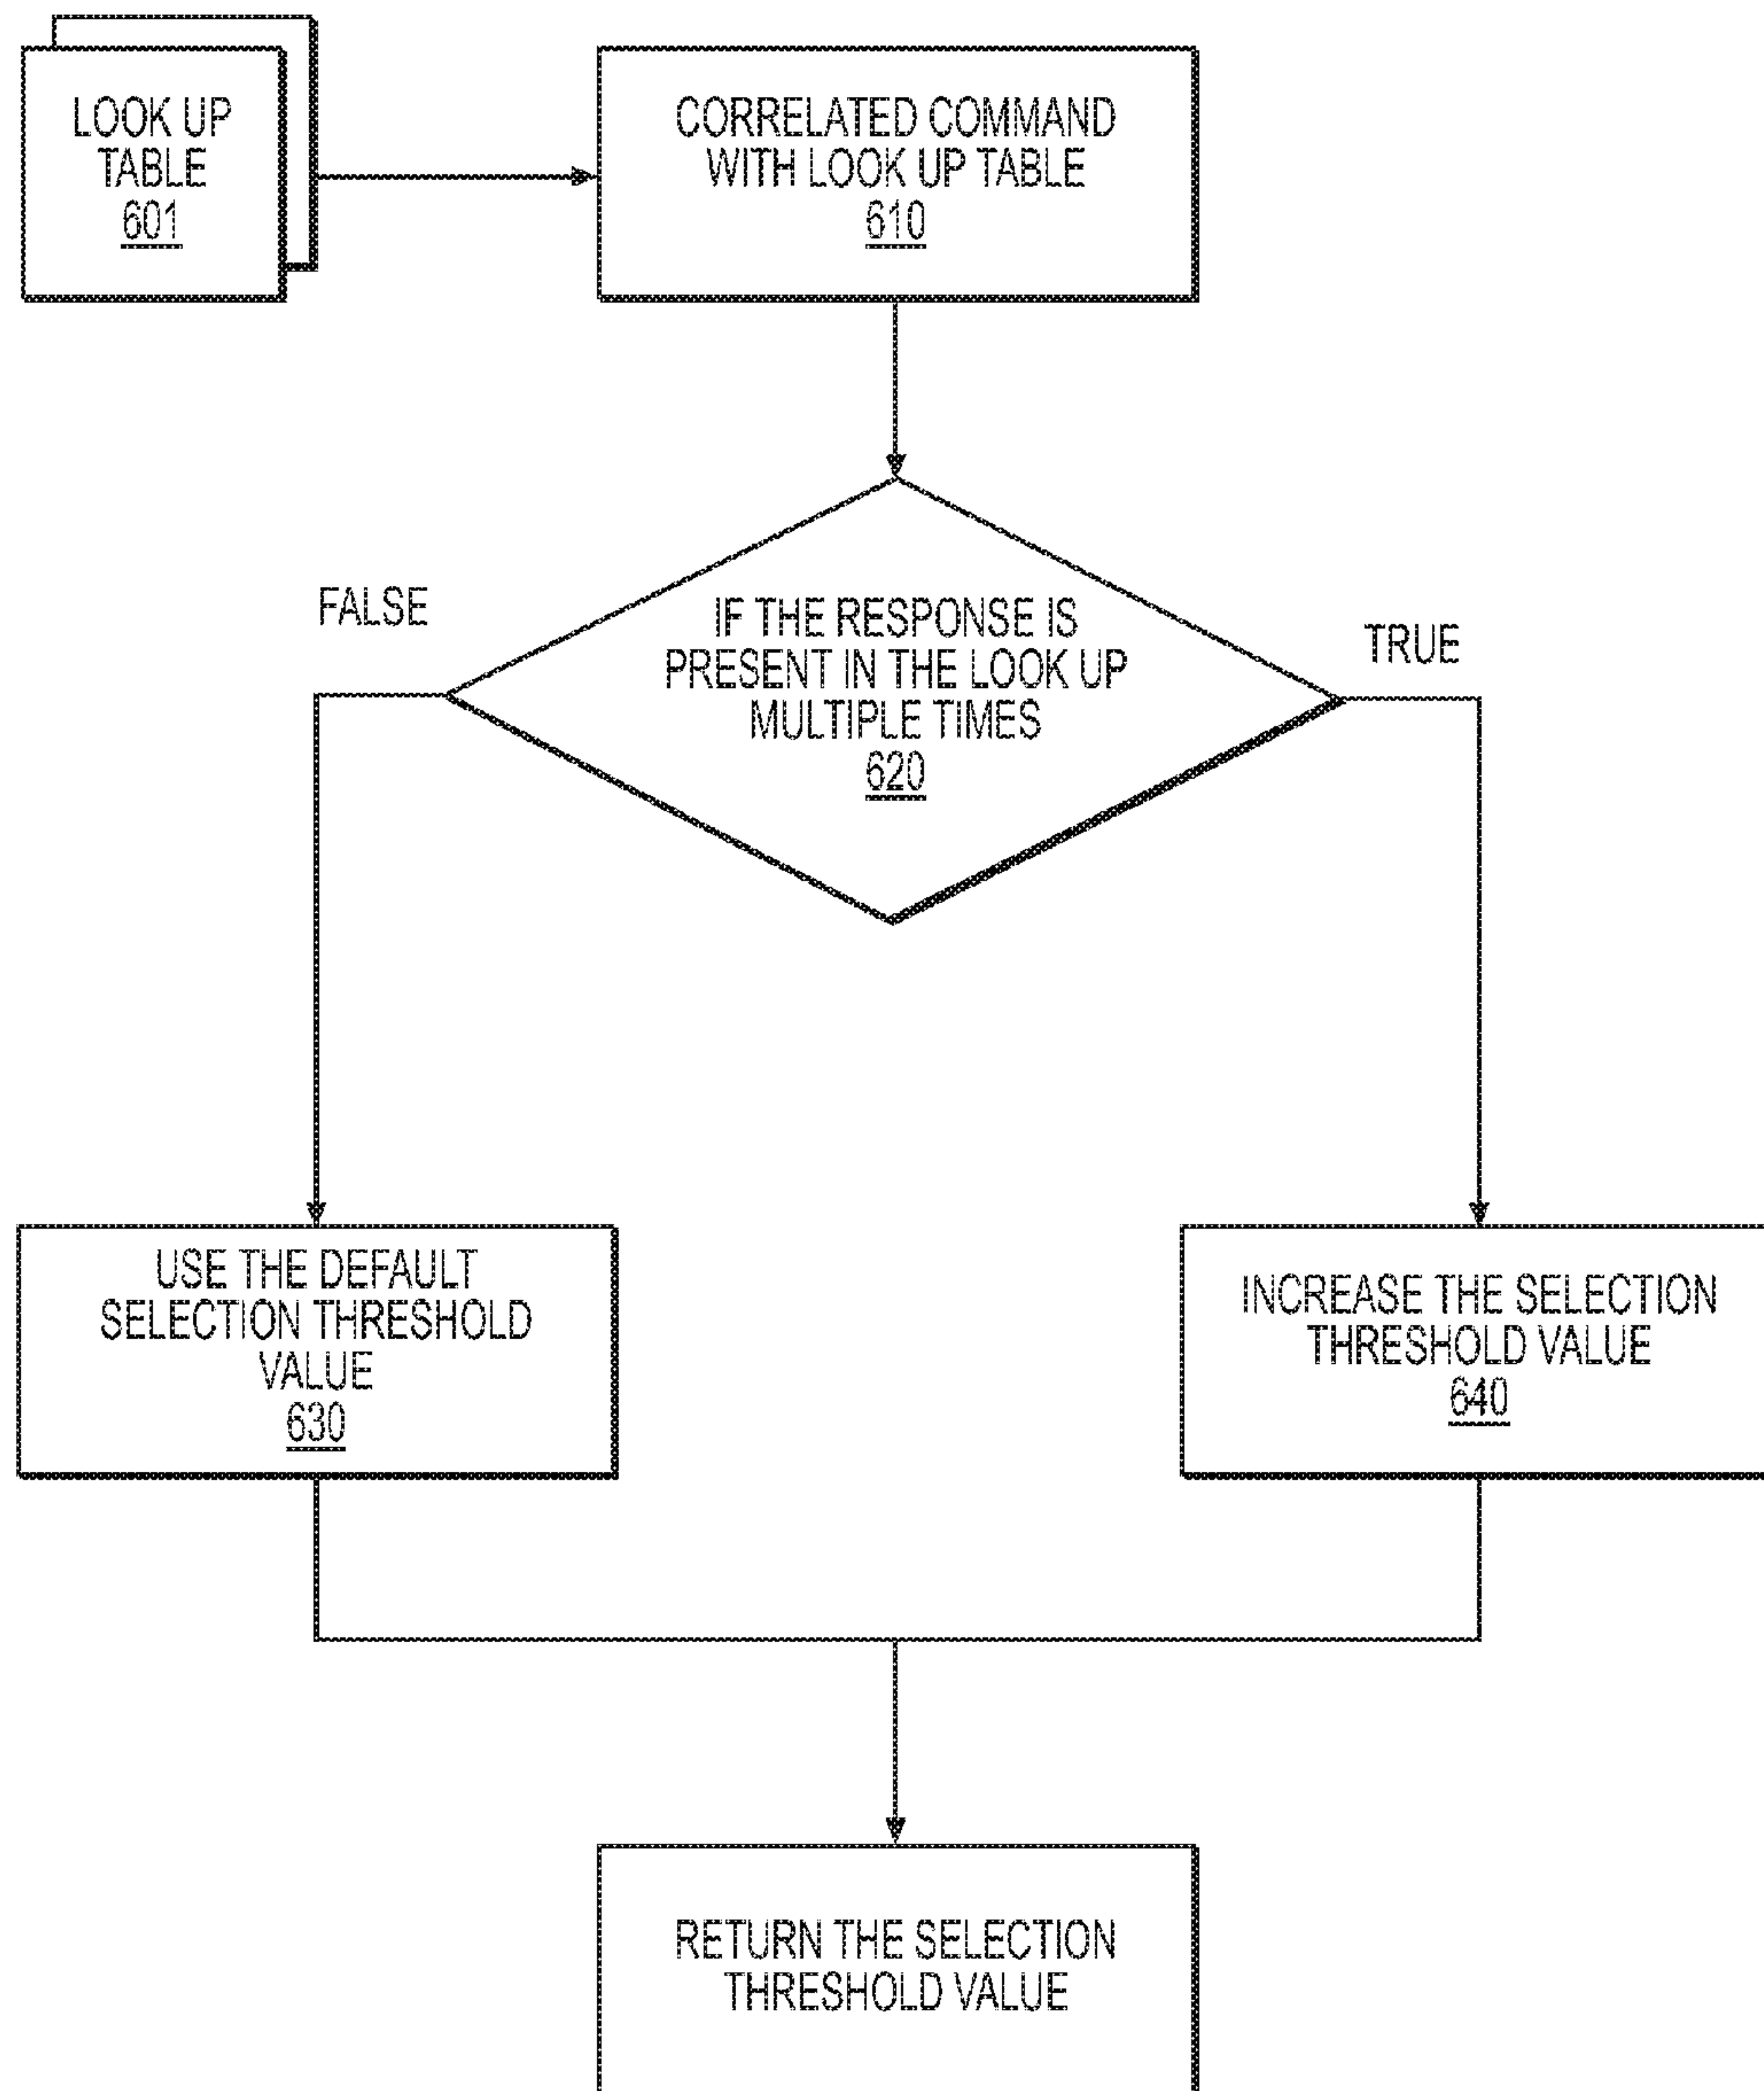 LOOK UP
TABLE
601
CORRELATED COMMAND
WITH LOOK UP TABLE
610
FALSE
IF THE RESPONSE IS
PRESENT IN THE LOOK UP
MULTIPLE TIMES
620
TRUE
USE THE DEFAULT
SELECTION THRESHOLD
VALUE
630
INCREASE THE SELECTION
THRESHOLD VALUE
640
RETURN THE SELECTION
THRESHOLD VALUE